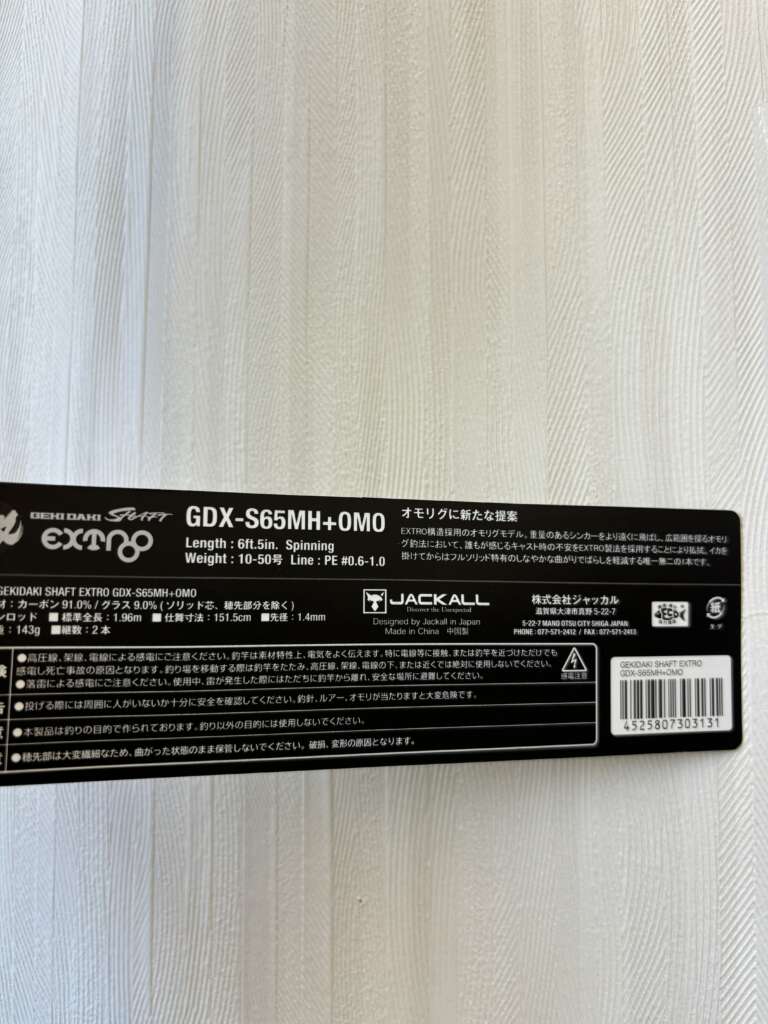 GEKIDAKI SHAFT
EXTRO
GDX-S65MH+OMO
Length : 6ft.5in. Spinning
Weight : 10-50号 Line : PE #0.6-1.0
オモリグに新たな提案
EXTRO構造採用のオモリグモデル。重量のあるシンカーをより遠くに飛ばし、広範囲を探るオモリ
グ釣法において、誰もが感じるキャスト時の不安をEXTRO製法を採用することにより払拭。イカを
掛けてからはフルソリッド特有のしなやかな曲がりでばらしを軽減する唯一無二の1本です。
GEKIDAKI SHAFT EXTRO GDX-S65MH+OMO
材：カーボン 91.0% / グラス 9.0% (ソリッド芯、穂先部分を除く)
ンロッド ■標準全長：1.96m ■仕舞寸法：151.5cm ■先径：1.4mm
：143g ■継数：2本
JACKALL
Discover the Unexpected
Designed by Jackall in Japan
Made in China 中国製
株式会社ジャッカル
滋賀県大津市真野 5-22-7
5-22-7 MANO OTSU CITY SHIGA JAPAN
PHONE : 077-571-2412 / FAX : 077-571-2413
紙
タグ
●高圧線、架線、電線による感電にご注意ください。釣竿は素材特性上、電気をよく伝えます。特に電線等に接触、または釣竿を近づけただけでも
感電し死亡事故の原因となります。釣り場を移動する際は釣竿をたたみ、高圧線、架線、電線の下、または近くでは絶対に使用しないでください。
●落雷による感電にご注意ください。使用中、雷が発生した際にはただちに釣竿から離れ、安全な場所に避難してください。
感電注意
●投げる際には周囲に人がいないか十分に安全を確認してください。釣針、ルアー、オモリが当たりますと大変危険です。
●本製品は釣りの目的で作られております。釣り以外の目的には使用しないでください。
●穂先部は大変繊細なため、曲がった状態のまま保管しないでください。破損、変形の原因となります。
GEKIDAKI SHAFT EXTRO
GDX-S65MH+OMO
4525807303131